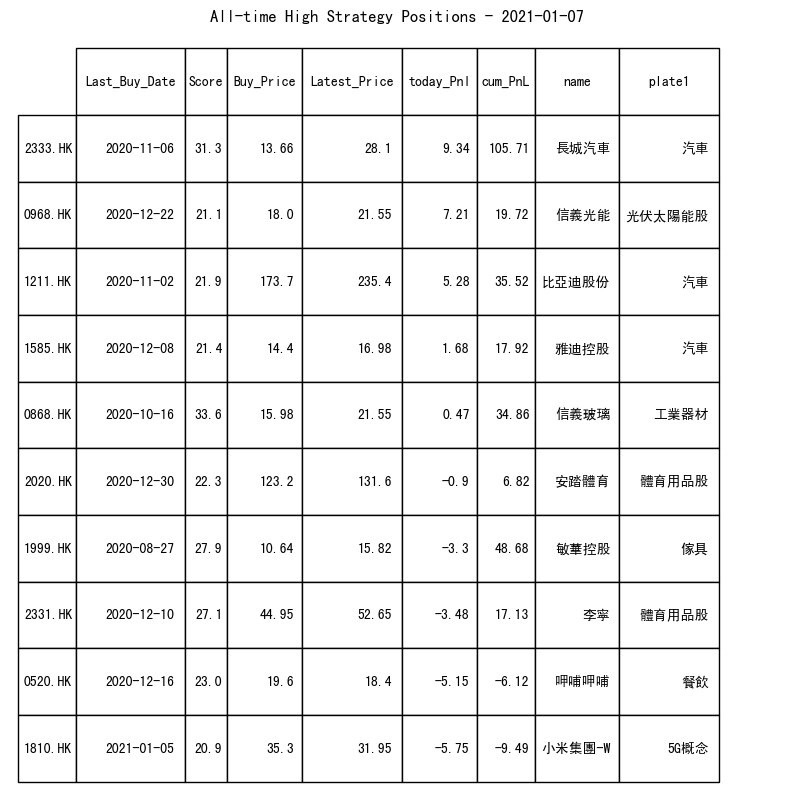 All-time High Strategy Positions - 2021-01-07
Last_Buy_Date Score Buy_Price Latest_Price today_Pnl cum_PnL name plate1
2333.HK 2020-11-06 31.3 13.66 28.1 9.34 105.71 長城汽車 汽車
0968.HK 2020-12-22 21.1 18.0 21.55 7.21 19.72 信義光能 光伏太陽能股
1211.HK 2020-11-02 21.9 173.7 235.4 5.28 35.52 比亞迪股份 汽車
1585.HK 2020-12-08 21.4 14.4 16.98 1.68 17.92 雅迪控股 汽車
0868.HK 2020-10-16 33.6 15.98 21.55 0.47 34.86 信義玻璃 工業器材
2020.HK 2020-12-30 22.3 123.2 131.6 -0.9 6.82 安踏體育 體育用品股
1999.HK 2020-08-27 27.9 10.64 15.82 -3.3 48.68 敏華控股 傢具
2331.HK 2020-12-10 27.1 44.95 52.65 -3.48 17.13 李寧 體育用品股
0520.HK 2020-12-16 23.0 19.6 18.4 -5.15 -6.12 呷哺呷哺 餐飲
1810.HK 2021-01-05 20.9 35.3 31.95 -5.75 -9.49 小米集團-W 5G概念